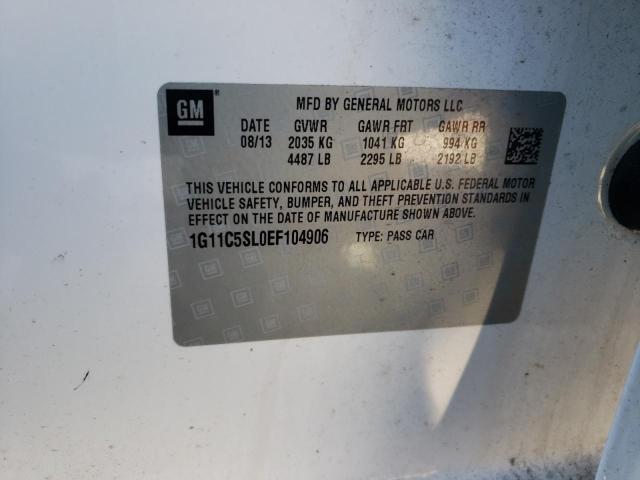 GM®
MFD BY GENERAL MOTORS LLC
DATE GVWR GAWR FRT GAWR RR
08/13 2035 KG 1041 KG 994 KG
4487 LB 2295 LB 2192 LB
THIS VEHICLE CONFORMS TO ALL APPLICABLE U.S. FEDERAL MOTOR
VEHICLE SAFETY, BUMPER, AND THEFT PREVENTION STANDARDS IN
EFFECT ON THE DATE OF MANUFACTURE SHOWN ABOVE.
1G11C5SL0EF104906 TYPE: PASS CAR